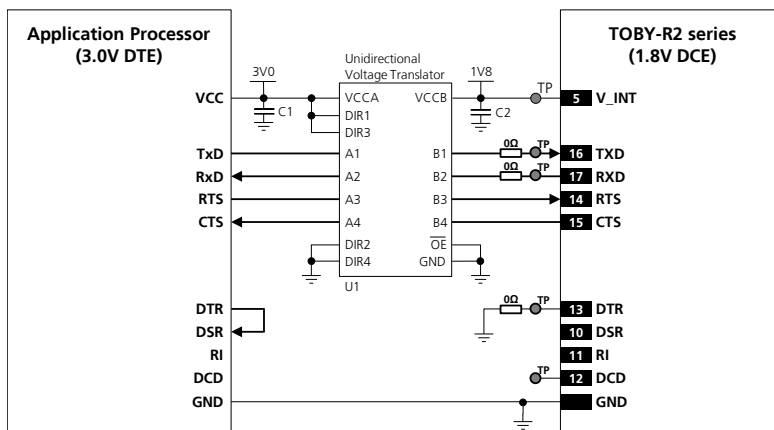 Application Processor
(3.0V DTE)
TOBY-R2 series
(1.8V DCE)
Unidirectional
Voltage Translator
3V0
1V8
TP
VCC
C1
VCCA
VCCB
C2
5
V_INT
DIR1
DIR3
0Ω
TP
TxD
A1
B1
16
TXD
0Ω
TP
RxD
A2
B2
17
RXD
RTS
A3
B3
14
RTS
CTS
A4
B4
15
CTS
DIR2
OE
DIR4
GND
U1
0Ω
TP
DTR
13
DTR
DSR
10
DSR
RI
11
RI
TP
DCD
12
DCD
GND
GND